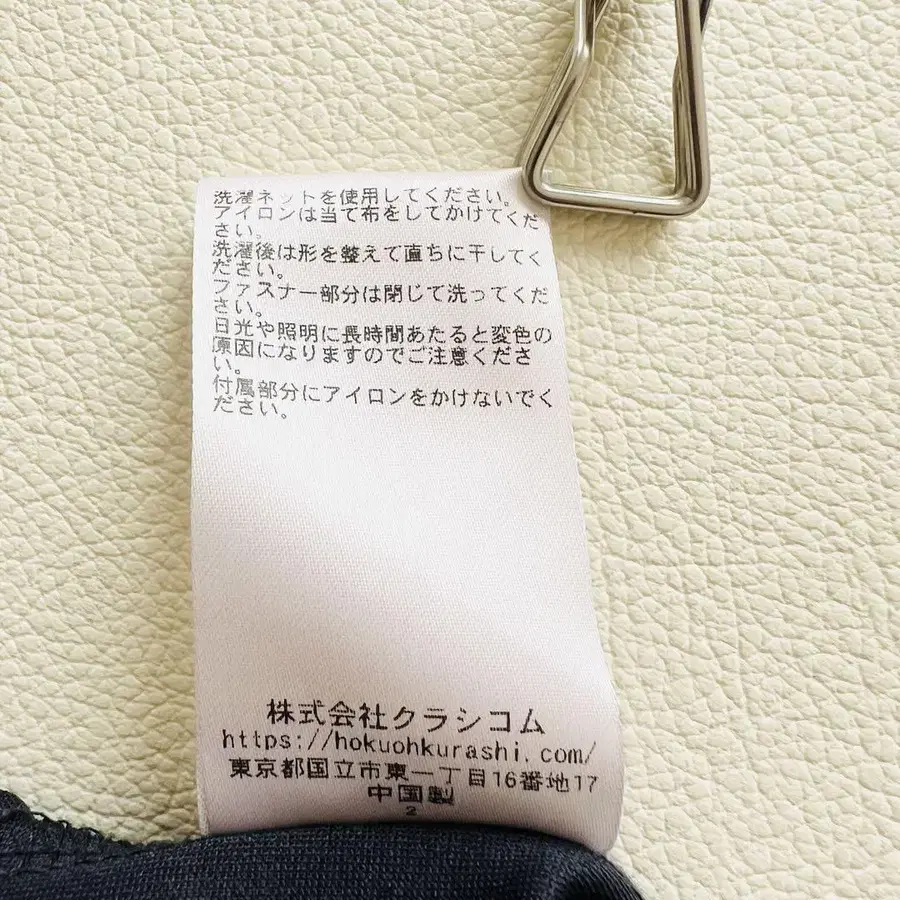 洗濯ネットを使用してください。
アイロンは当て布をしてかけてくだ
さい。
洗濯後は形を整えて直ちに干してく
ださい。
ファスナー部分は閉じて洗ってくだ
さい。
日光や照明に長時間あたると変色の
原因になりますのでご注意くださ
い。
付属部分にアイロンをかけないでく
ださい。
株式会社クラシコム
https://hokuohkurashi.com/
東京都国立市東一丁目16番地17
中国製
2